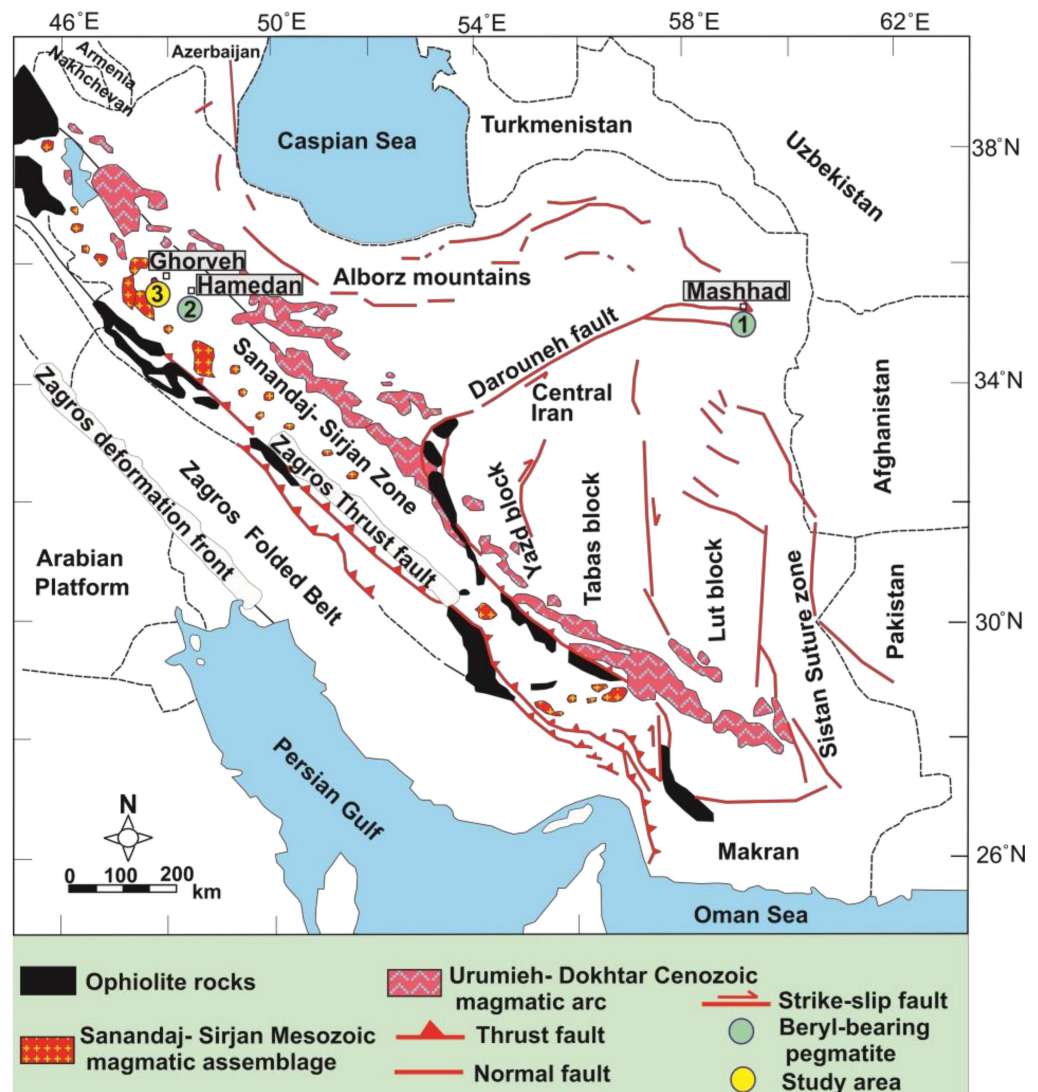 46°E
50°E
54°E
58°E
62°E
Armenia
Nakhchevan
Azerbaijan
Caspian Sea
Turkmenistan
Uzbekistan
38°N
Ghorveh
Hamedan
3
2
Alborz mountains
Mashhad
1
Darouneh fault
Central
Iran
34°N
Sanandaj- Sirjan Zone
Zagros deformation front
Zagros Thrust fault
Zagros Folded Belt
Yazd block
Tabas block
Lut block
Sistan Suture zone
Afghanistan
Pakistan
Arabian
Platform
30°N
Persian Gulf
N
0 100 200
km
Makran
26°N
Oman Sea
Ophiolite rocks
Sanandaj- Sirjan Mesozoic
magmatic assemblage
Urumieh- Dokhtar Cenozoic
magmatic arc
Thrust fault
Normal fault
Strike-slip fault
Beryl-bearing
pegmatite
Study area